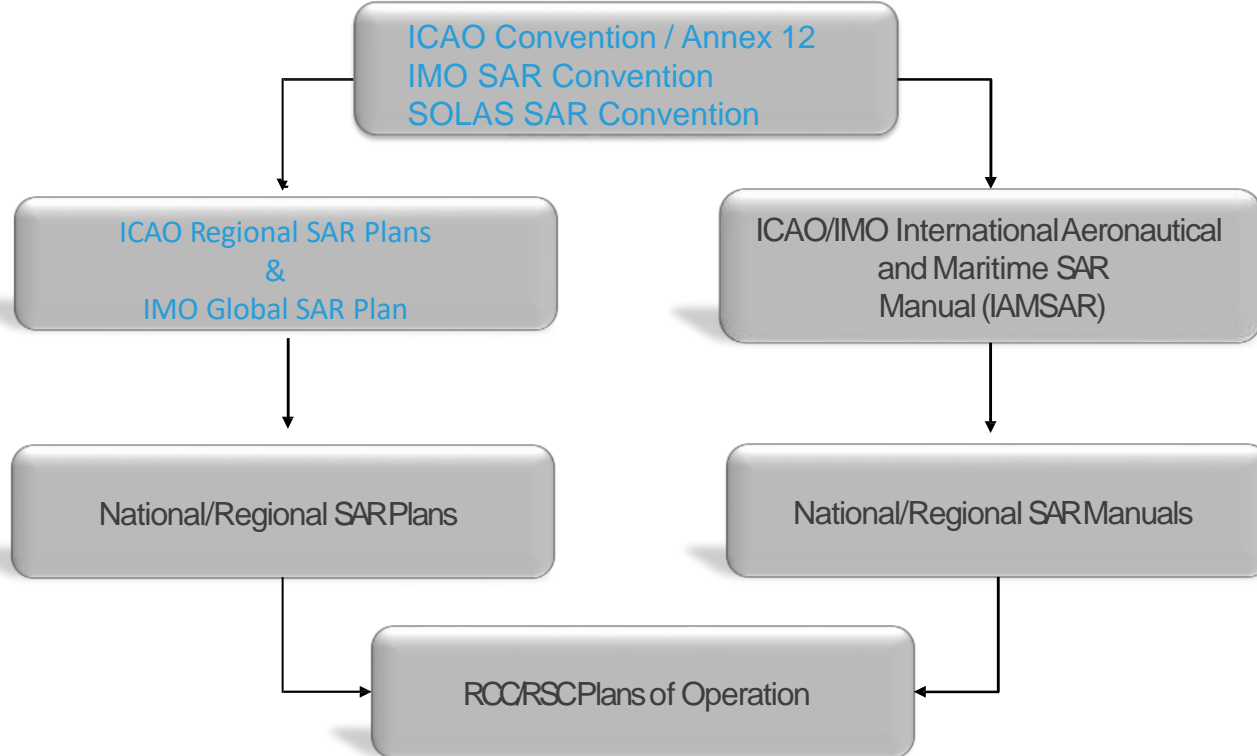 ICAO Convention / Annex 12
IMO SAR Convention
SOLAS SAR Convention
ICAO Regional SAR Plans
&
IMO Global SAR Plan
ICAO/IMO International Aeronautical
and Maritime SAR
Manual (IAMSAR)
National/Regional SAR Plans
National/Regional SAR Manuals
RCC/RSC Plans of Operation